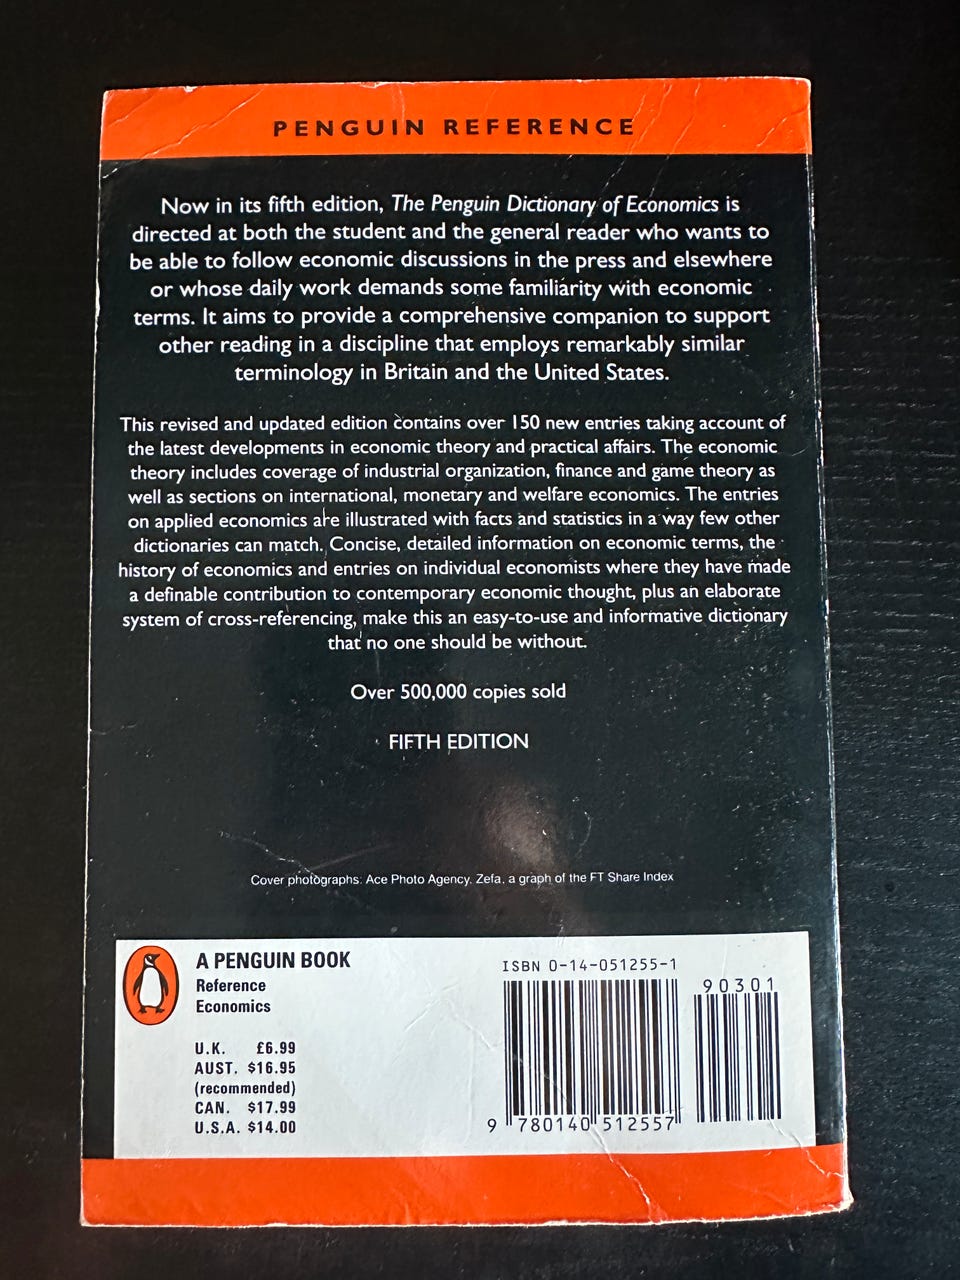 PENGUIN REFERENCE
Now in its fifth edition, The Penguin Dictionary of Economics is
directed at both the student and the general reader who wants to
be able to follow economic discussions in the press and elsewhere
or whose daily work demands some familiarity with economic
terms. It aims to provide a comprehensive companion to support
other reading in a discipline that employs remarkably similar
terminology in Britain and the United States.
This revised and updated edition contains over 150 new entries taking account of
the latest developments in economic theory and practical affairs. The economic
theory includes coverage of industrial organization, finance and game theory as
well as sections on international, monetary and welfare economics. The entries
on applied economics are illustrated with facts and statistics in a way few other
dictionaries can match. Concise, detailed information on economic terms, the
history of economics and entries on individual economists where they have made
a definable contribution to contemporary economic thought, plus an elaborate
system of cross-referencing, make this an easy-to-use and informative dictionary
that no one should be without.
Over 500,000 copies sold
FIFTH EDITION
Cover photographs: Ace Photo Agency, Zefa, a graph of the FT Share Index
A PENGUIN BOOK
Reference
Economics
U.K. £6.99
AUST. $16.95
(recommended)
CAN. $17.99
U.S.A. $14.00
ISBN 0-14-051255-1
90301
9 780140 512557